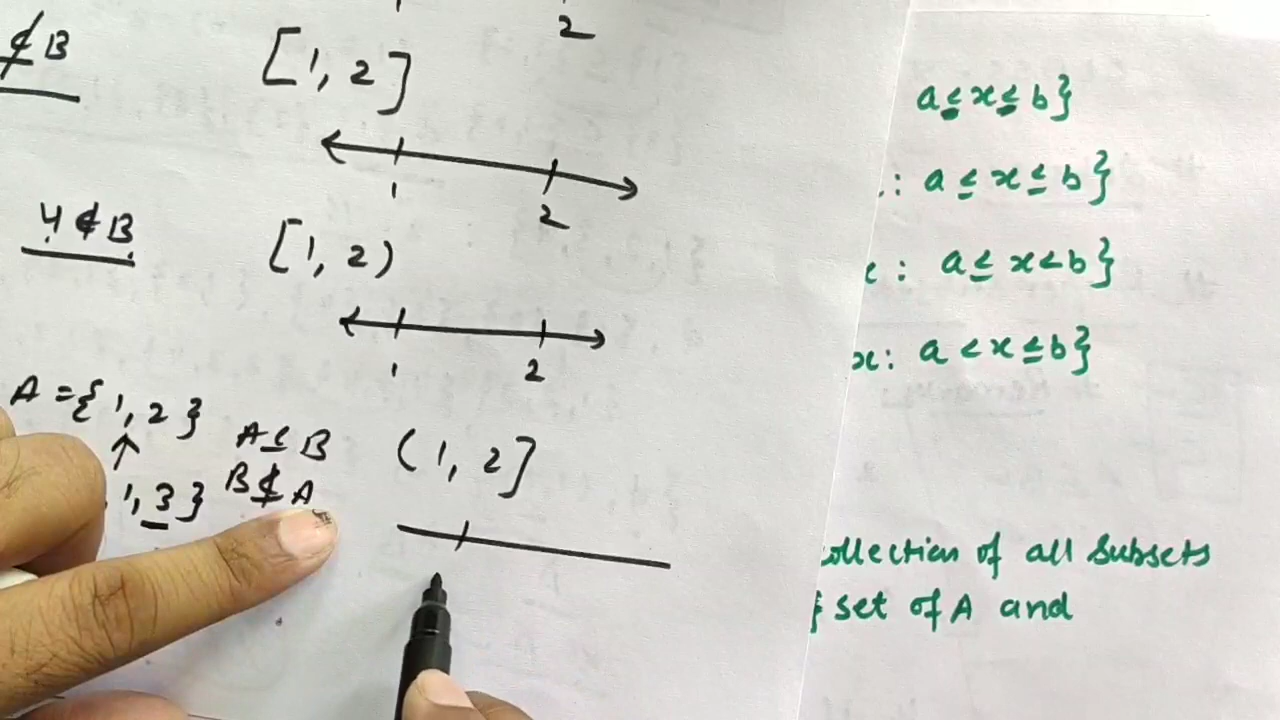 2
⊄ B
[1, 2]
1 2
4 ∉ B
[1, 2)
1 2
A = {1, 2}
A ⊆ B
(1, 2]
1, 3}
B ⊄ A
a ≤ x ≤ b}
: a ≤ x ≤ b}
: a ≤ x < b}
x: a < x ≤ b}
collection of all Subsets
set of A and